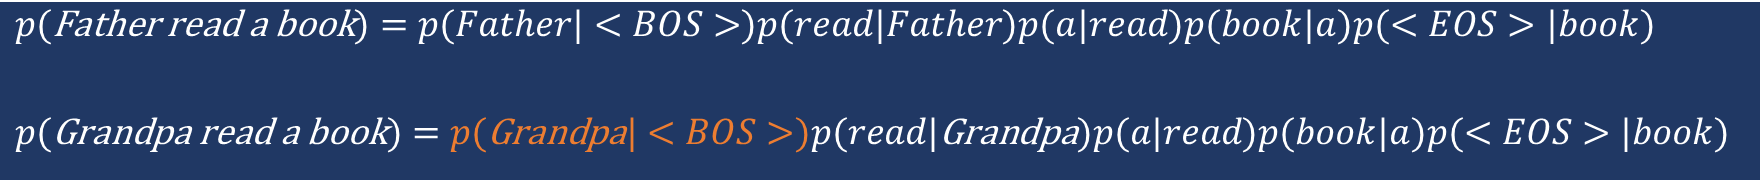 p(Father read a book) = p(Father| < BOS >)p(read|Father)p(a|read)p(book|a)p(< EOS > |book)
p(Grandpa read a book) = p(Grandpa| < BOS >)p(read|Grandpa)p(a|read)p(book|a)p(< EOS > |book)